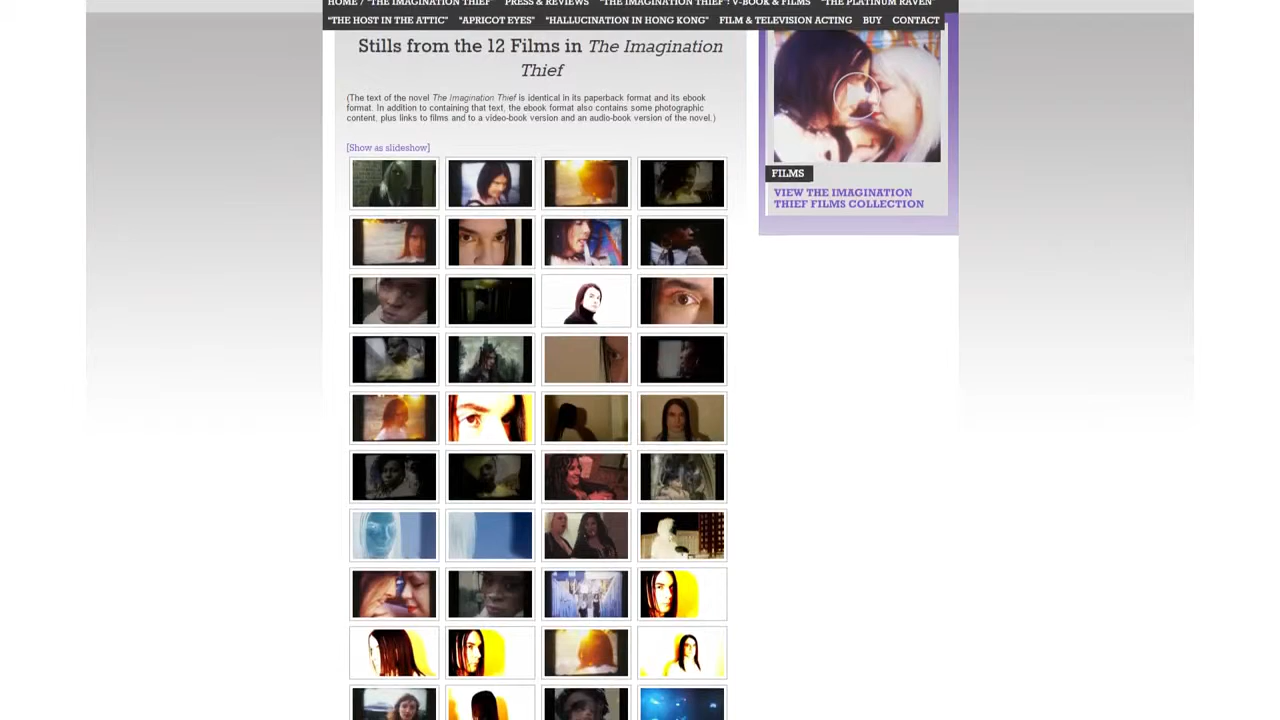 HOME / "THE IMAGINATION THIEF" PRESS & REVIEWS "THE IMAGINATION THIEF": V-BOOK & FILMS "THE PLATINUM RAVEN"
"THE HOST IN THE ATTIC" "APRICOT EYES" "HALLUCINATION IN HONG KONG" FILM & TELEVISION ACTING BUY CONTACT
Stills from the 12 Films in The Imagination
Thief
(The text of the novel The Imagination Thief is identical in its paperback format and its ebook
format. In addition to containing that text, the ebook format also contains some photographic
content, plus links to films and to a video-book version and an audio-book version of the novel.)
[Show as slideshow]
FILMS
VIEW THE IMAGINATION
THIEF FILMS COLLECTION